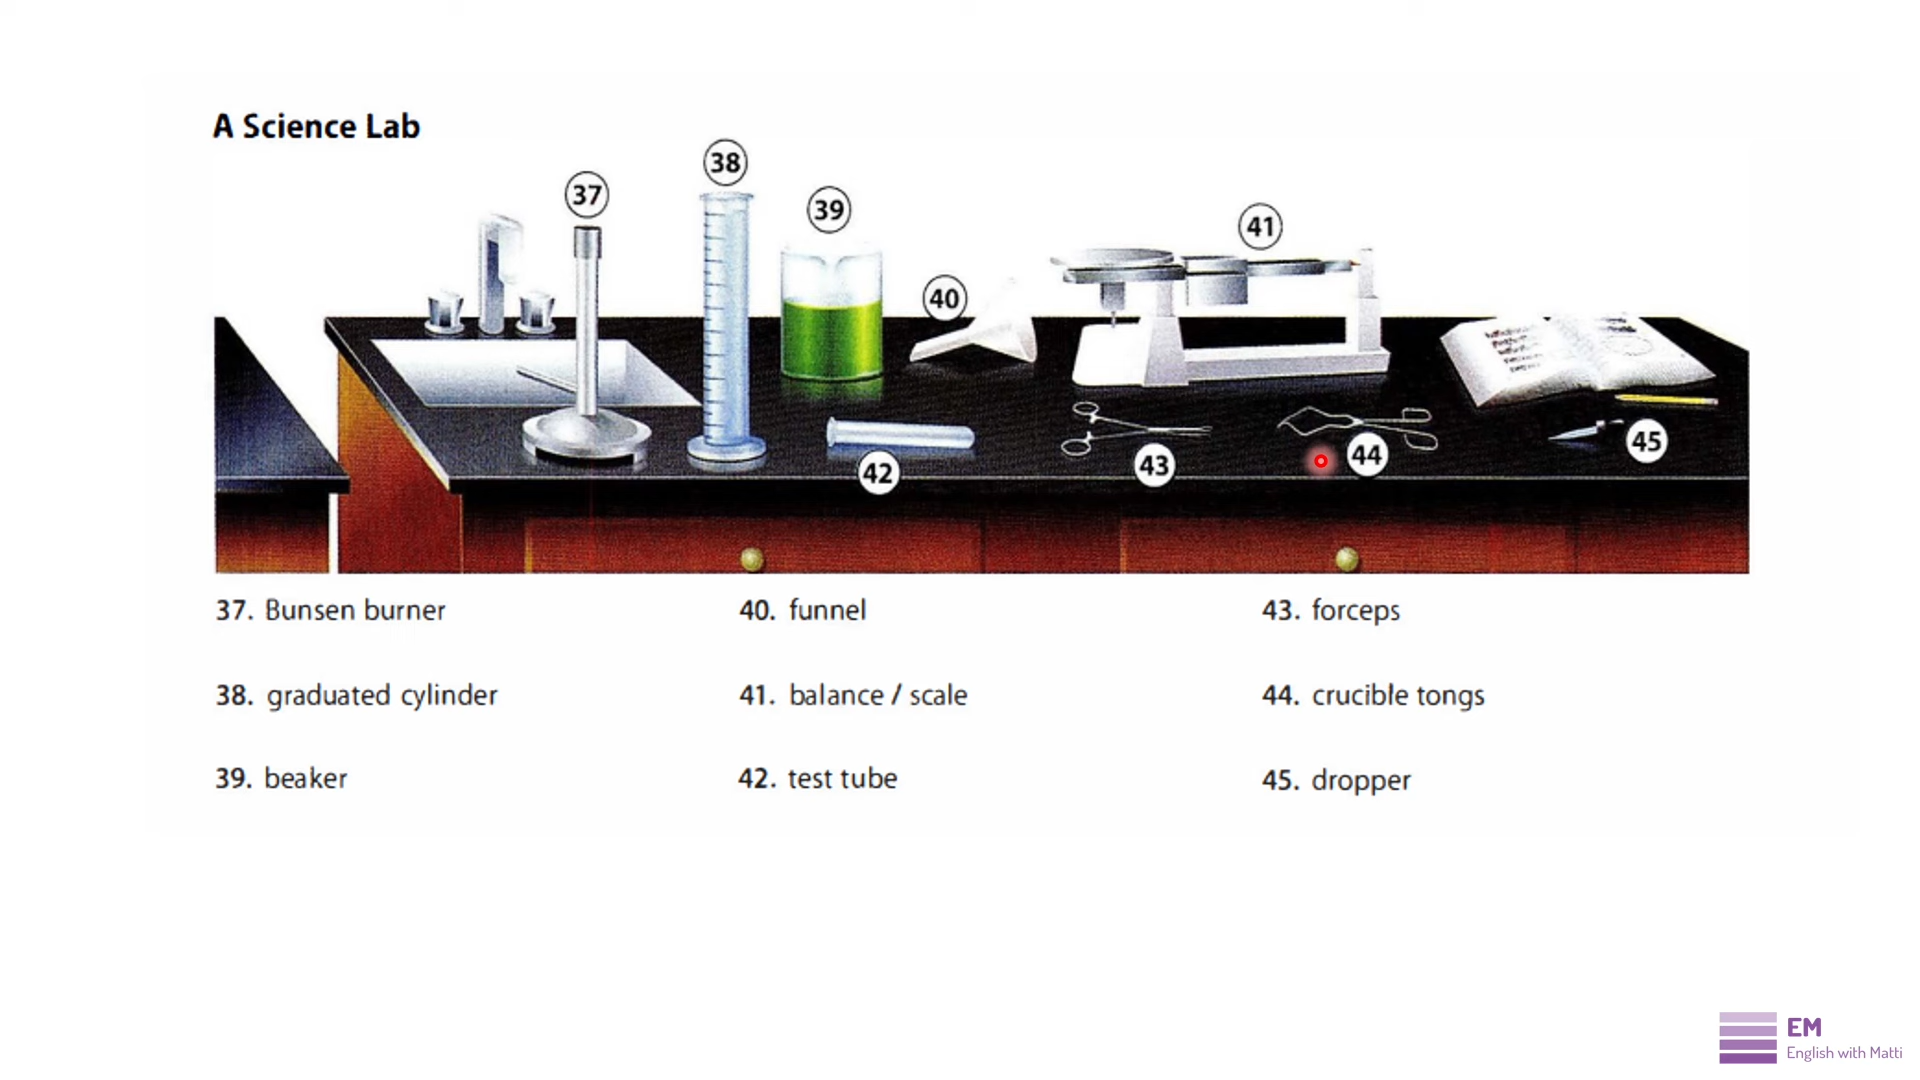 A Science Lab
37
38
39
40
41
42
43
44
45
37. Bunsen burner
38. graduated cylinder
39. beaker
40. funnel
41. balance / scale
42. test tube
43. forceps
44. crucible tongs
45. dropper
EM
English with Matti